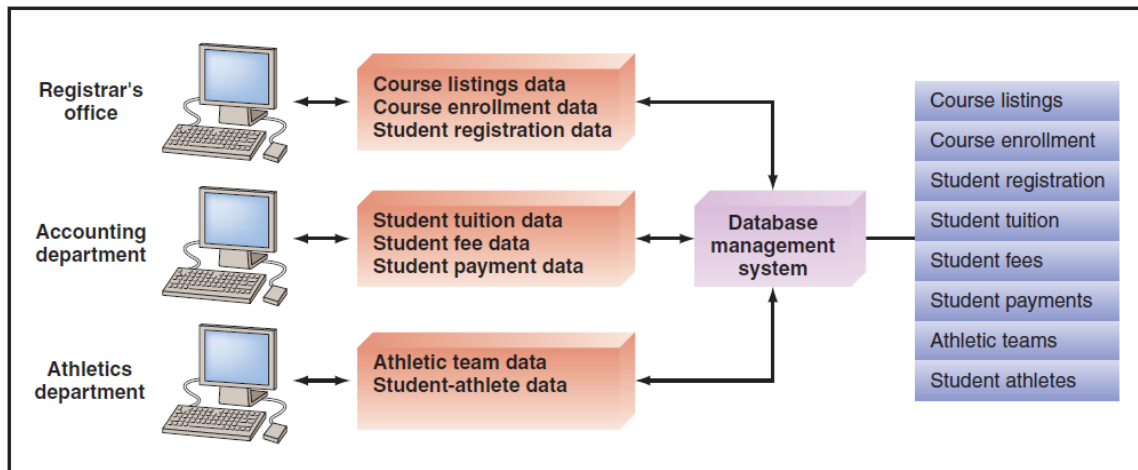 Registrar's
office
Course listings data
Course enrollment data
Student registration data
Accounting
department
Student tuition data
Student fee data
Student payment data
Athletics
department
Athletic team data
Student-athlete data
Database
management
system
Course listings
Course enrollment
Student registration
Student tuition
Student fees
Student payments
Athletic teams
Student athletes